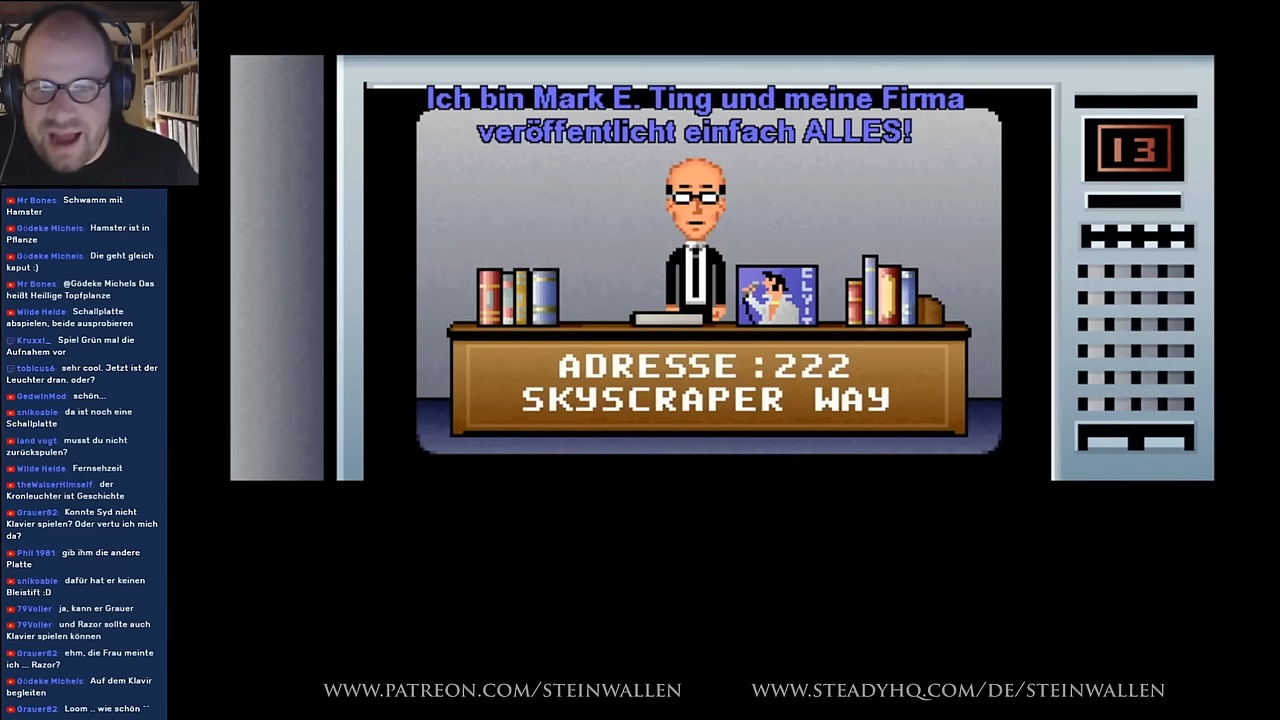 Ich bin Mark E. Ting und meine Firma
veröffentlicht einfach ALLES!
13
ELVIT
ADRESSE :222
SKYSCRAPER WAY
Mr Bones Schwamm mit
Hamster
Gödeke Michels Hamster ist in
Pflanze
Gödeke Michels Die geht gleich
kaput :)
Mr Bones @Gödeke Michels Das
heißt Heilige Topfplanze
Wilde Helde Schallplatte
abspielen, beide ausprobieren
Kruxxi_ Spiel Grün mal die
Aufnahem vor
tobicus6 sehr cool. Jetzt ist der
Leuchter dran. oder?
GedwinMod schön...
snikoable da ist noch eine
Schallplatte
land vogt musst du nicht
zurückspulen?
Wilde Helde Fernsehzeit
theWalserHimself der
Kronleuchter ist Geschichte
Grauer82 Konnte Syd nicht
Klavier spielen? Oder vertu ich mich
da?
Phil 1981 gib ihm die andere
Platte
snikoable dafür hat er keinen
Bleistift :D
79Voller ja, kann er Grauer
79Voller und Razor sollte auch
Klavier spielen können
Grauer82 ehm, die Frau meinte
ich ... Razor?
Gödeke Michels Auf dem Klavir
begleiten
Grauer82 Loom .. wie schön ^^
WWW.PATREON.COM/STEINWALLEN
WWW.STEADYHQ.COM/DE/STEINWALLEN